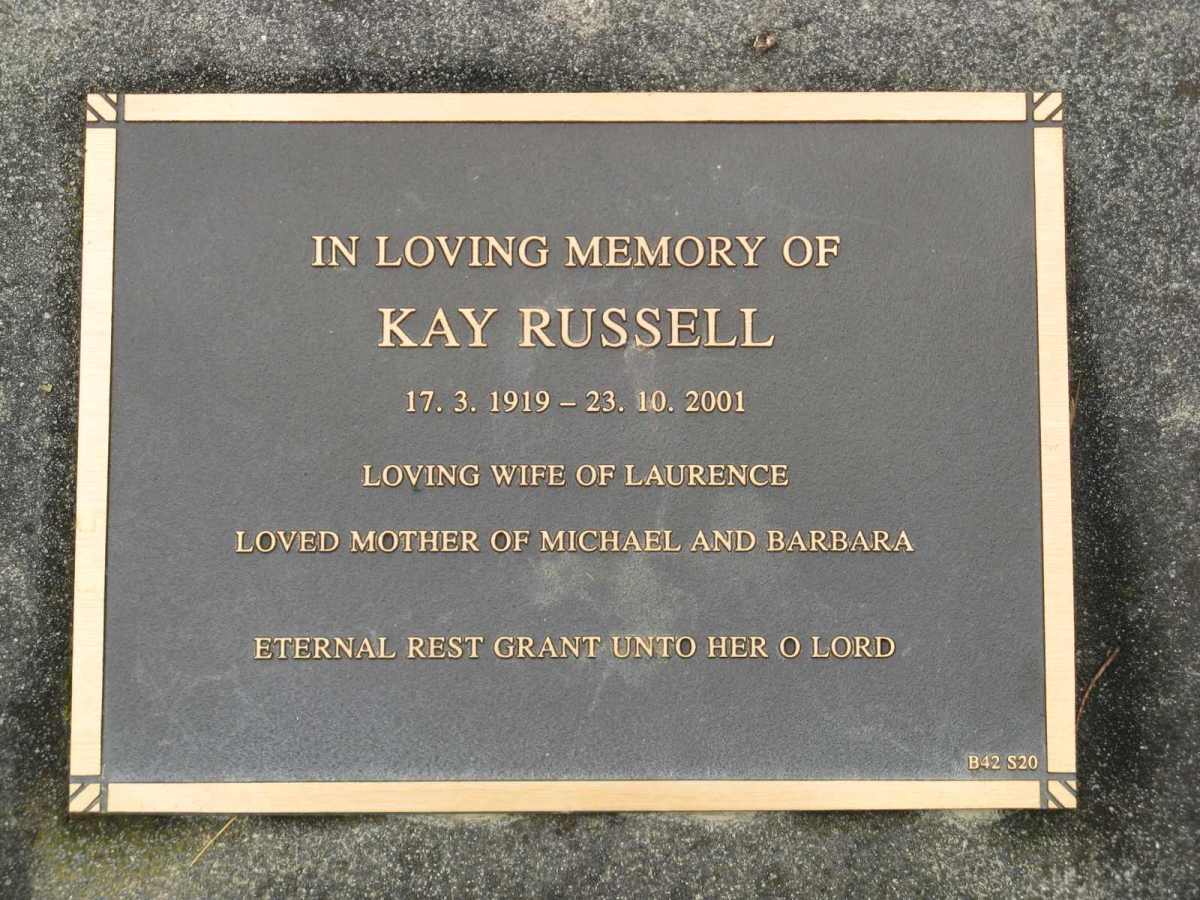 IN LOVING MEMORY OF
KAY RUSSELL
17. 3. 1919 – 23. 10. 2001
LOVING WIFE OF LAURENCE
LOVED MOTHER OF MICHAEL AND BARBARA
ETERNAL REST GRANT UNTO HER O LORD
B42 S20